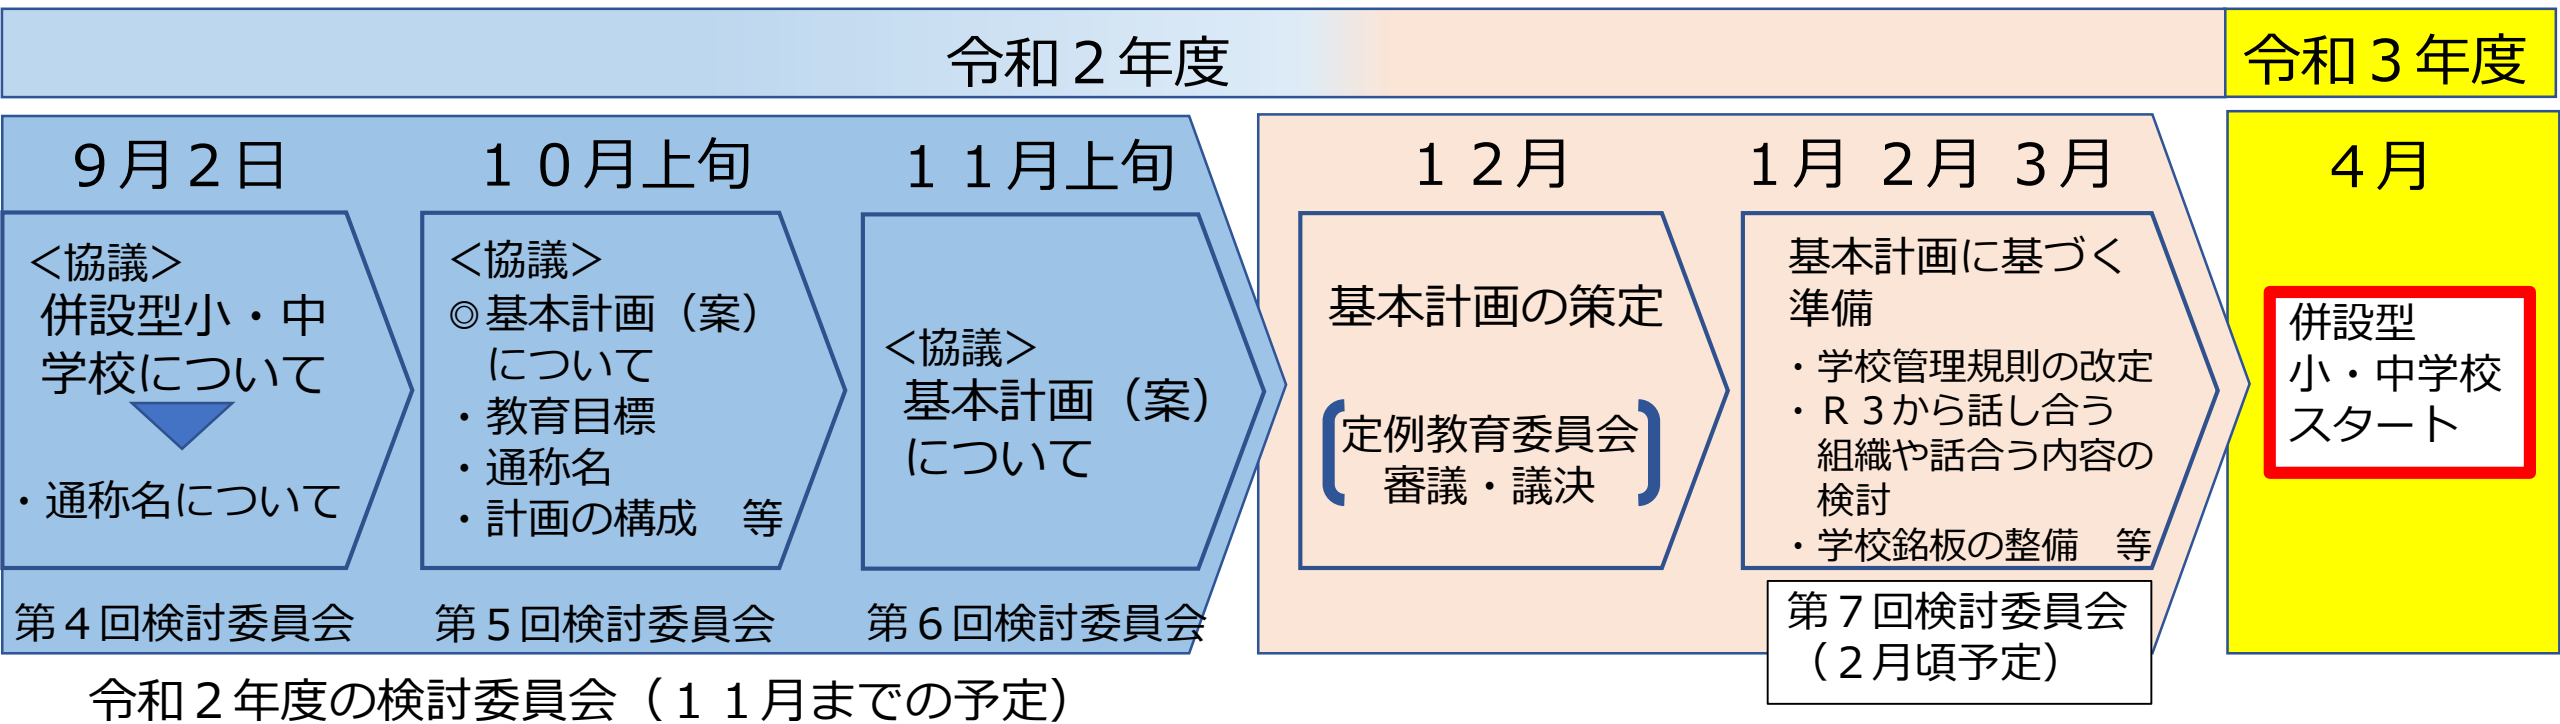 令和２年度
令和３年度
９月２日
＜協議＞
併設型小・中
学校について
・通称名について
第４回検討委員会
１０月上旬
＜協議＞
◎基本計画（案）
について
・教育目標
・通称名
・計画の構成　等
第５回検討委員会
１１月上旬
＜協議＞
基本計画（案）
について
第６回検討委員会
１２月
基本計画の策定
定例教育委員会
審議・議決
１月 ２月 ３月
基本計画に基づく
準備
・学校管理規則の改定
・Ｒ３から話し合う
組織や話合う内容の
検討
・学校銘板の整備　等
第７回検討委員会
（２月頃予定）
４月
併設型
小・中学校
スタート
令和２年度の検討委員会（１１月までの予定）